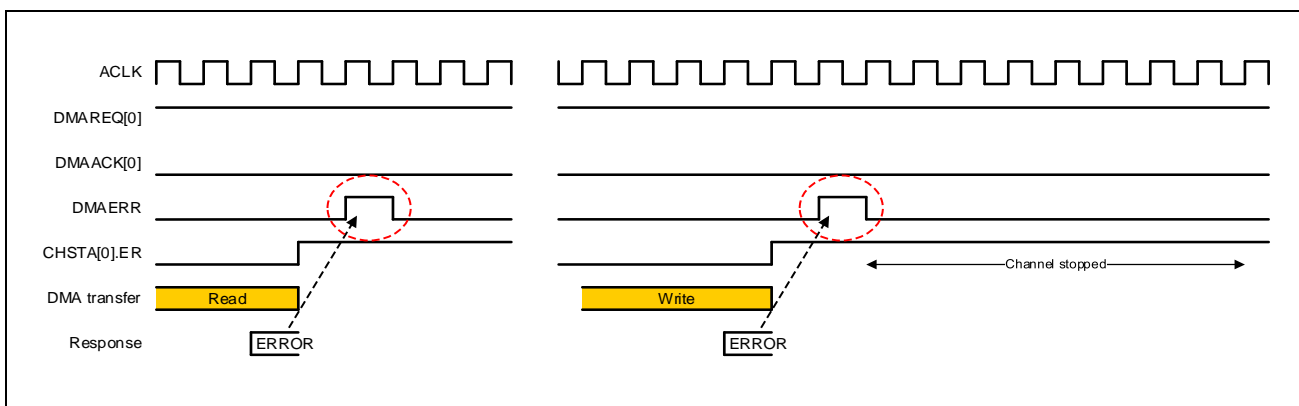 ACLK
DMAREQ[0]
DMAACK[0]
DMAERR
CHSTA[0].ER
Channel stopped
DMA transfer Read Write
Response ERROR ERROR